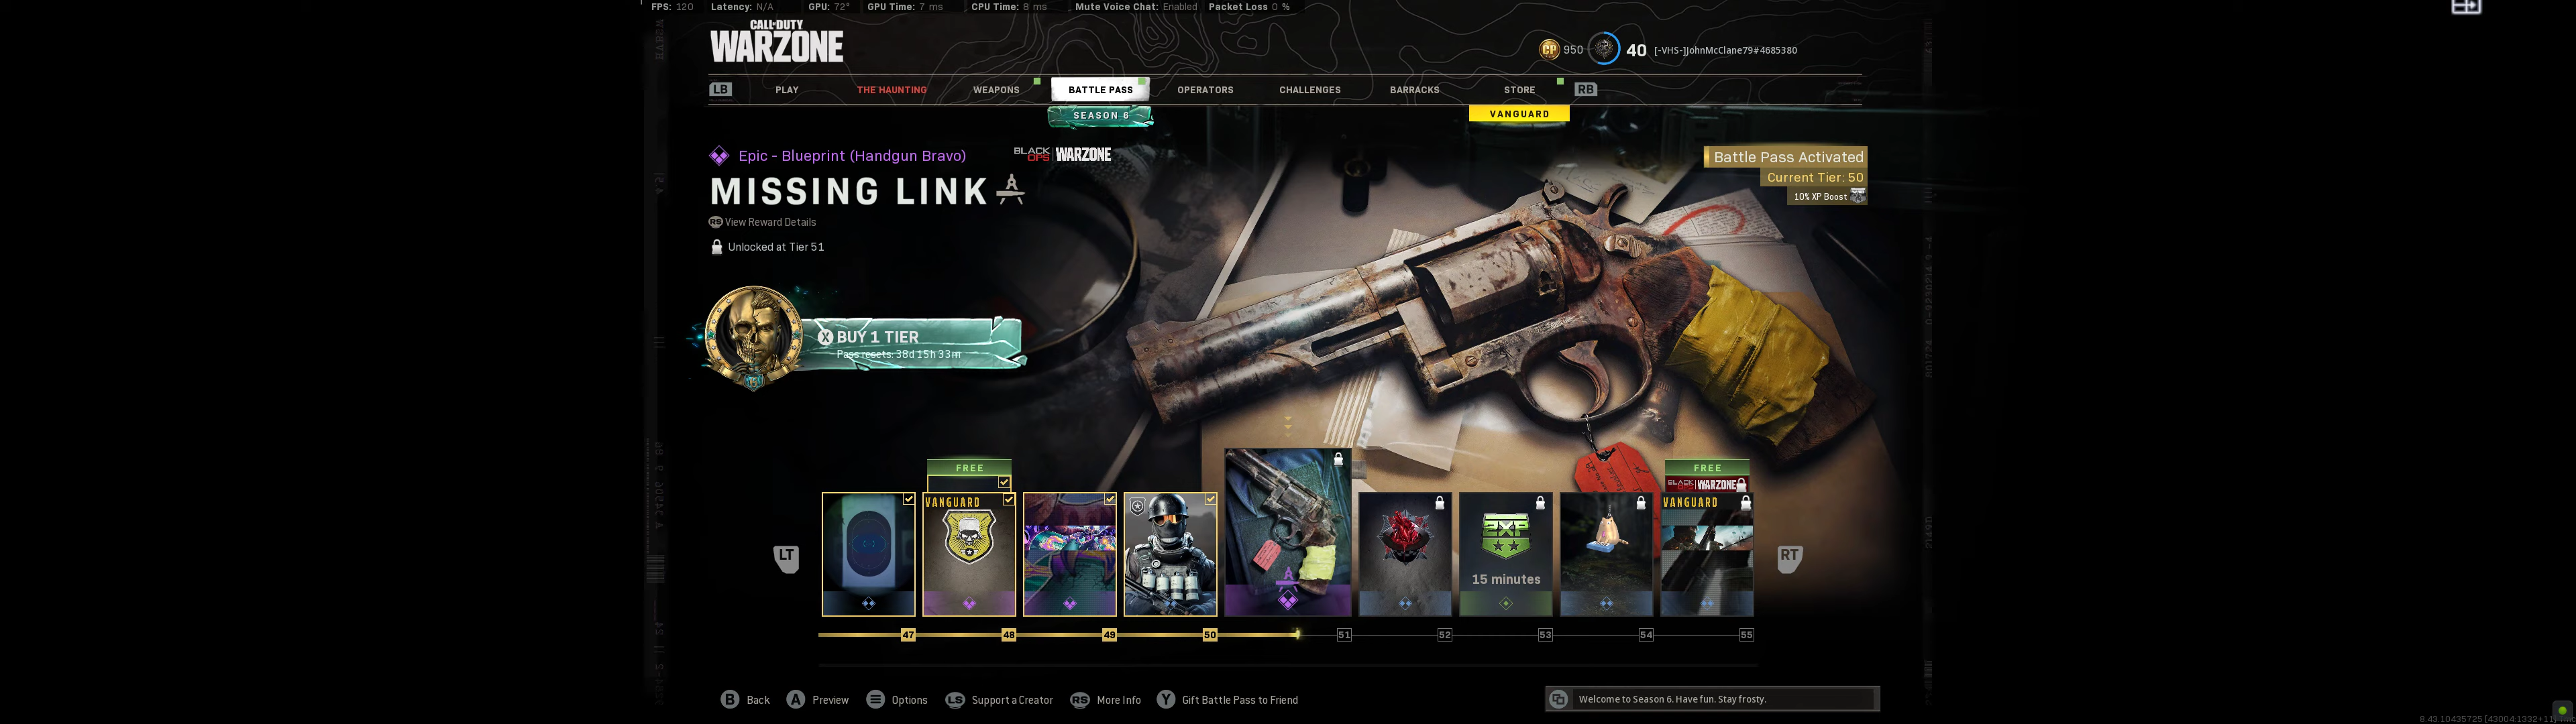 FPS: 120 Latency: N/A GPU: 72° GPU Time: 7 ms CPU Time: 8 ms Mute Voice Chat: Enabled Packet Loss 0 %
CALL OF DUTY
WARZONE
CP 950 40 [-VHS-]JohnMcClane79#4685380
LB PLAY THE HAUNTING WEAPONS BATTLE PASS OPERATORS CHALLENGES BARRACKS STORE RB
SEASON 6 VANGUARD
Epic - Blueprint (Handgun Bravo) BLACK OPS WARZONE
MISSING LINK
RS View Reward Details
Unlocked at Tier 51
Battle Pass Activated
Current Tier: 50
10% XP Boost
X BUY 1 TIER
Pass resets: 38d 15h 33m
FREE FREE
BLACK OPS WARZONE
VANGUARD VANGUARD
LT RT
15 minutes
47 48 49 50 51 52 53 54 55
B Back A Preview Options LS Support a Creator RS More Info Y Gift Battle Pass to Friend
Welcome to Season 6. Have fun. Stay frosty.